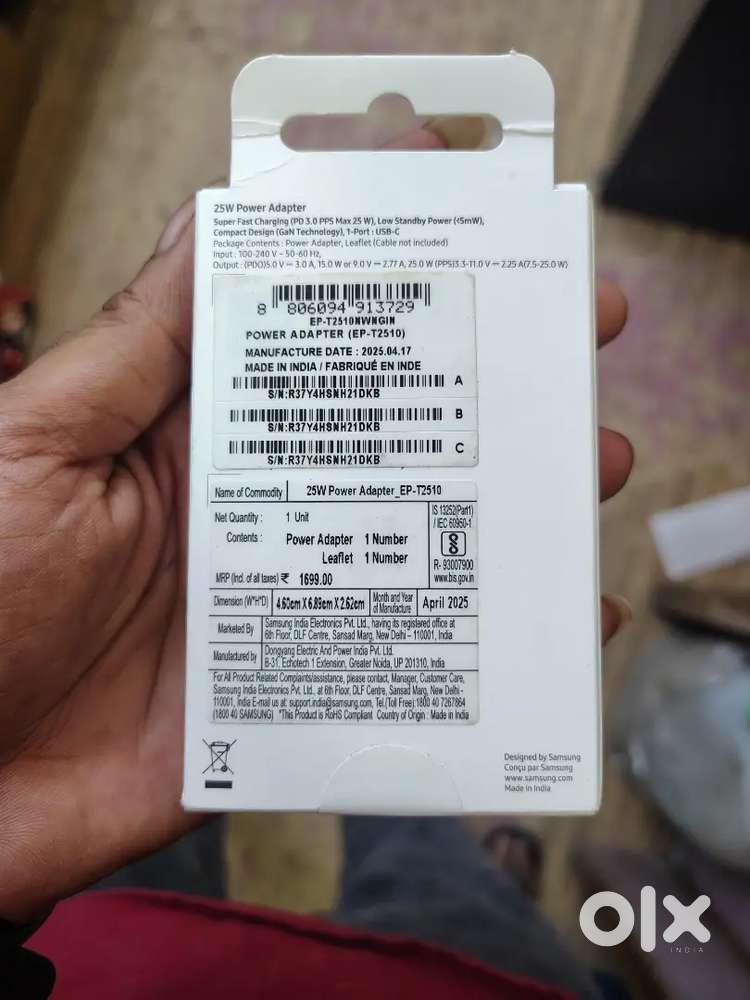 25W Power Adapter
Super Fast Charging (PD 3.0 PPS Max 25 W), Low Standby Power (<5mW),
Compact Design (GaN Technology), 1-Port : USB-C
Package Contents : Power Adapter, Leaflet (Cable not included)
Input : 100-240 V ~ 50-60 Hz,
Output : (PDO)5.0 V ⎓ 3.0 A, 15.0 W or 9.0 V ⎓ 2.77 A, 25.0 W (PPS)3.3-11.0 V ⎓ 2.25 A(7.5-25.0 W)
8 806094 913729
EP-T2510NWNGIN
POWER ADAPTER (EP-T2510)
MANUFACTURE DATE : 2025.04.17
MADE IN INDIA / FABRIQUÉ EN INDE
A
S/N:R37Y4HSNH21DKB
B
S/N:R37Y4HSNH21DKB
C
S/N:R37Y4HSNH21DKB
Name of Commodity 25W Power Adapter_EP-T2510
Net Quantity : 1 Unit
Contents : Power Adapter 1 Number
Leaflet 1 Number
IS 13252(Part1)
/ IEC 60950-1
R- 93007900
www.bis.gov.in
MRP (Incl. of all taxes) ₹ 1699.00
Dimension (W*H*D) 4.60cm X 6.89cm X 2.62cm Month and Year of Manufacture April 2025
Marketed By Samsung India Electronics Pvt. Ltd., having its registered office at
6th Floor, DLF Centre, Sansad Marg, New Delhi – 110001, India
Manufactured by Dongyang Electric And Power India Pvt. Ltd.
B-31, Echotech 1 Extension, Greater Noida, UP 201310, India
For All Product Related Complaints/assistance, please contact, Manager, Customer Care,
Samsung India Electronics Pvt. Ltd., at 6th Floor, DLF Centre, Sansad Marg, New Delhi -
110001, India E-mail us at: support.india@samsung.com, Tel.(Toll Free):1800 40 7267864
(1800 40 SAMSUNG) "This Product is RoHS Compliant Country of Origin : Made in India
Designed by Samsung
Conçu par Samsung
www.samsung.com
Made in India
olx
INDIA